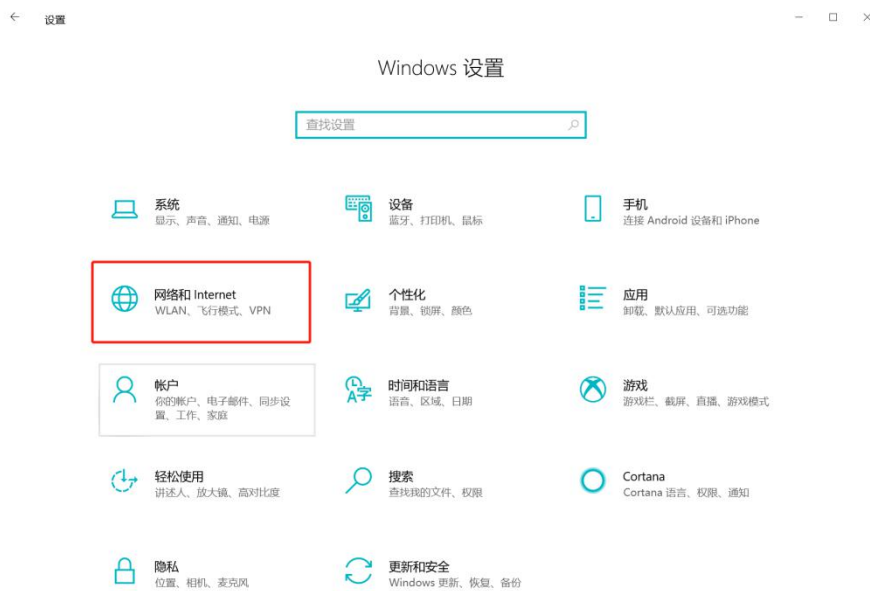 设置
Windows 设置
查找设置
系统
显示、声音、通知、电源
设备
蓝牙、打印机、鼠标
手机
连接 Android 设备和 iPhone
网络和 Internet
WLAN、飞行模式、VPN
个性化
背景、锁屏、颜色
应用
卸载、默认应用、可选功能
帐户
你的帐户、电子邮件、同步设
置、工作、家庭
时间和语言
语音、区域、日期
游戏
游戏栏、截屏、直播、游戏模式
轻松使用
讲述人、放大镜、高对比度
搜索
查找我的文件、权限
Cortana
Cortana 语言、权限、通知
隐私
位置、相机、麦克风
更新和安全
Windows 更新、恢复、备份